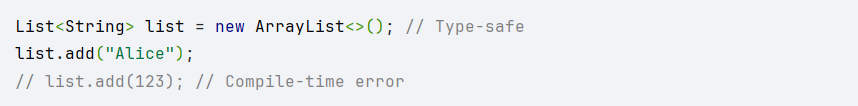 List<String> list = new ArrayList<>(); // Type-safe
list.add("Alice");
// list.add(123); // Compile-time error